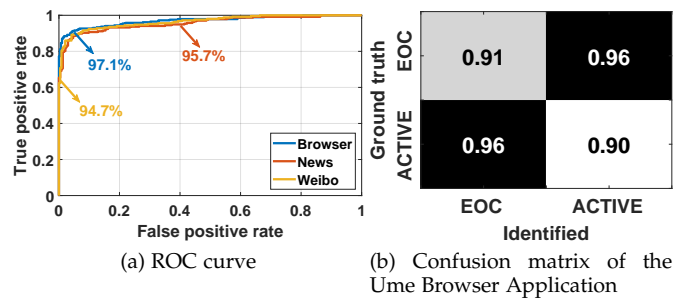 1
0.8
0.6
0.4
0.2
0
True positive rate
97.1%
95.7%
94.7%
Browser
News
Weibo
0 0.2 0.4 0.6 0.8 1
False positive rate
(a) ROC curve
Ground truth
EOC
ACTIVE
0.91 0.96
0.96 0.90
EOC ACTIVE
Identified
(b) Confusion matrix of the
Ume Browser Application